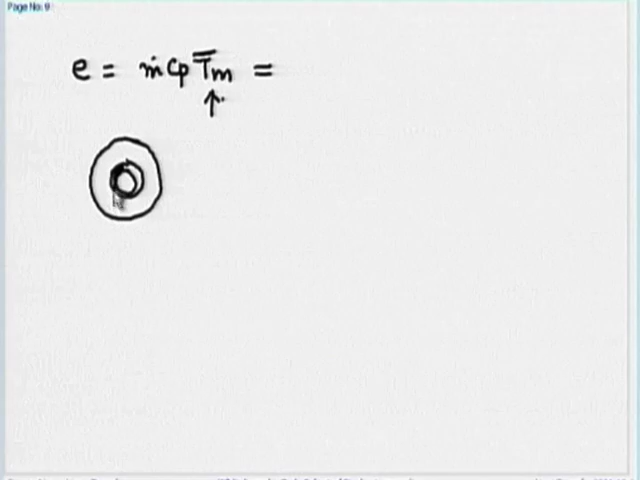 Page No: 9
e = ṁ Cp T̅m =